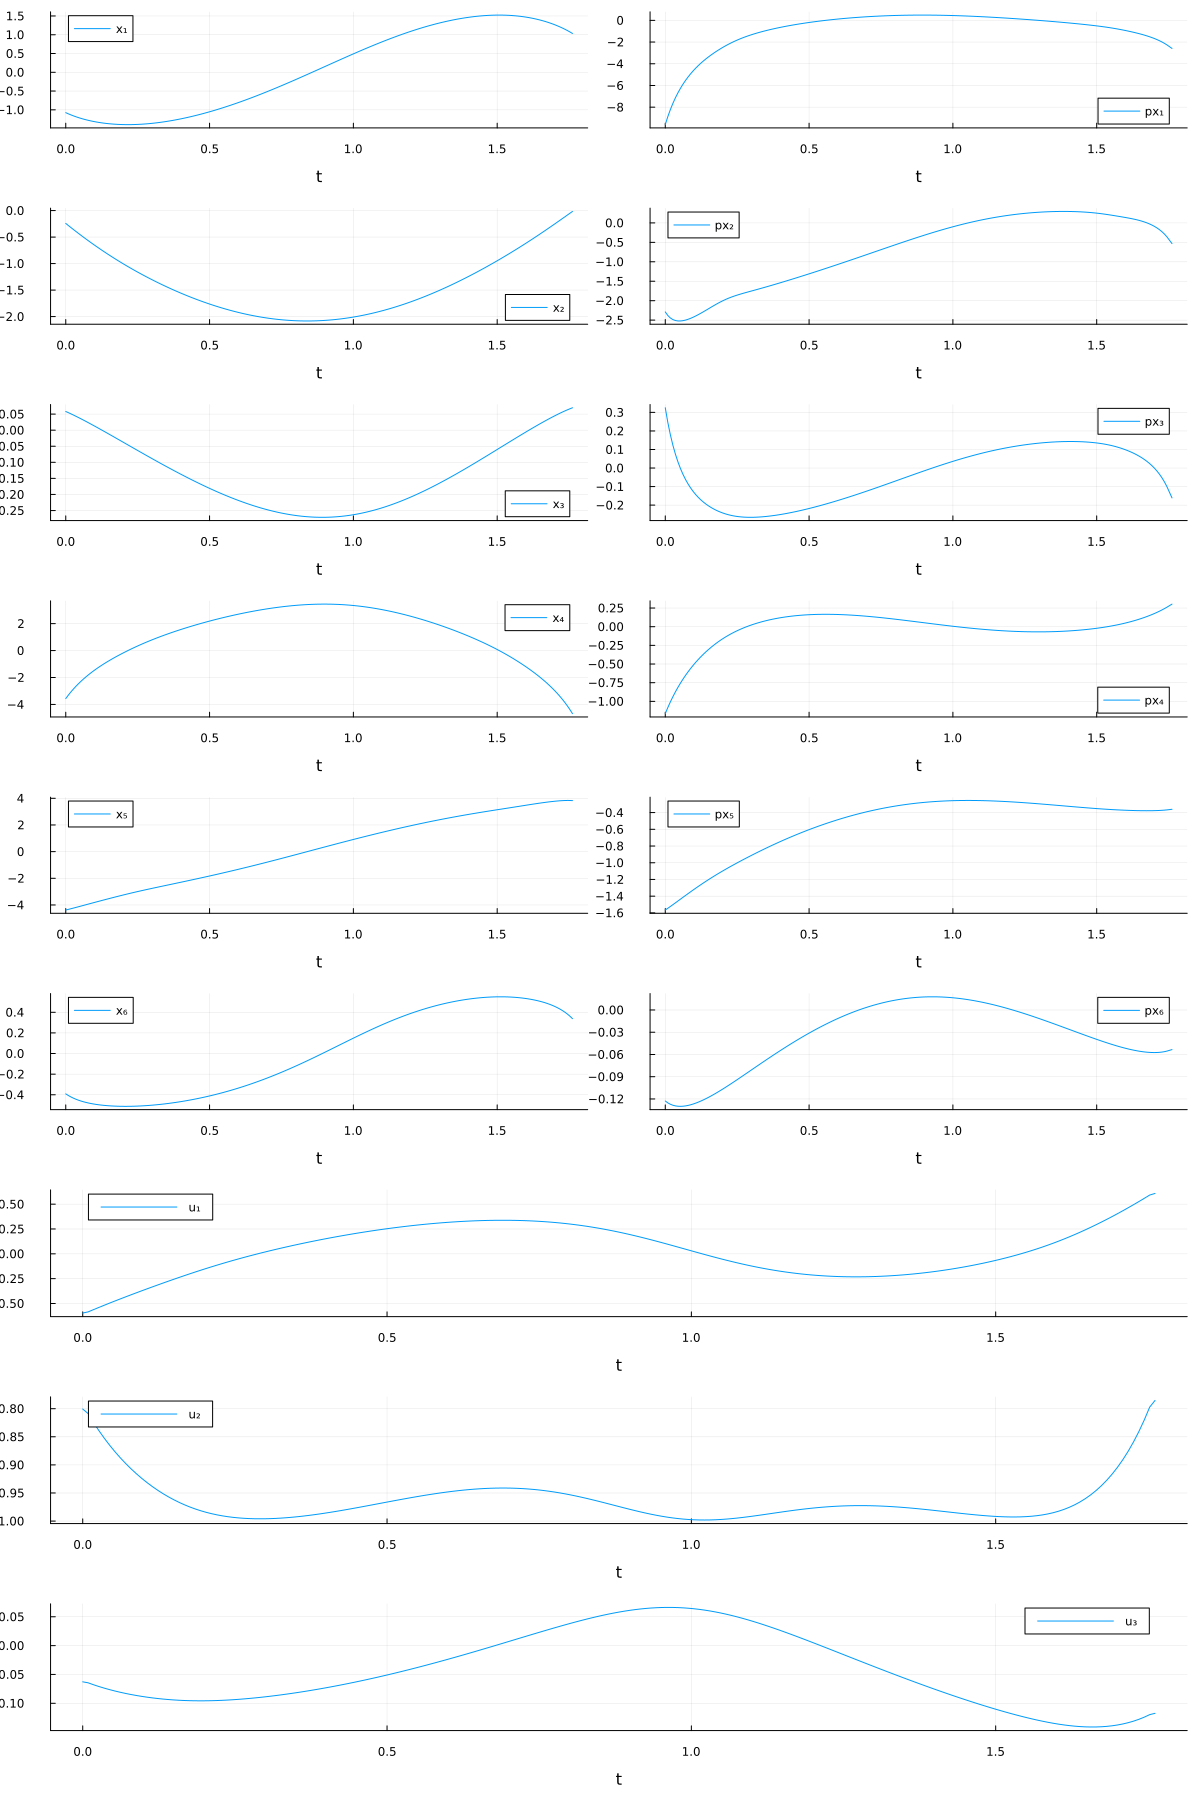 1.5
1.0
0.5
0.0
−0.5
−1.0
x₁
0.0 0.5 1.0 1.5
t
0
−2
−4
−6
−8
px₁
0.0 0.5 1.0 1.5
t
0.0
−0.5
−1.0
−1.5
−2.0
x₂
0.0 0.5 1.0 1.5
t
0.0
−0.5
−1.0
−1.5
−2.0
−2.5
px₂
0.0 0.5 1.0 1.5
t
0.05
0.00
0.05
0.10
0.15
0.20
0.25
x₃
0.0 0.5 1.0 1.5
t
0.3
0.2
0.1
0.0
−0.1
−0.2
px₃
0.0 0.5 1.0 1.5
t
2
0
−2
−4
x₄
0.0 0.5 1.0 1.5
t
0.25
0.00
−0.25
−0.50
−0.75
−1.00
px₄
0.0 0.5 1.0 1.5
t
4
2
0
−2
−4
x₅
0.0 0.5 1.0 1.5
t
−0.4
−0.6
−0.8
−1.0
−1.2
−1.4
−1.6
px₅
0.0 0.5 1.0 1.5
t
0.4
0.2
0.0
−0.2
−0.4
x₆
0.0 0.5 1.0 1.5
t
0.00
−0.03
−0.06
−0.09
−0.12
px₆
0.0 0.5 1.0 1.5
t
0.50
0.25
0.00
0.25
0.50
u₁
0.0 0.5 1.0 1.5
t
0.80
0.85
0.90
0.95
1.00
u₂
0.0 0.5 1.0 1.5
t
0.05
0.00
0.05
0.10
u₃
0.0 0.5 1.0 1.5
t